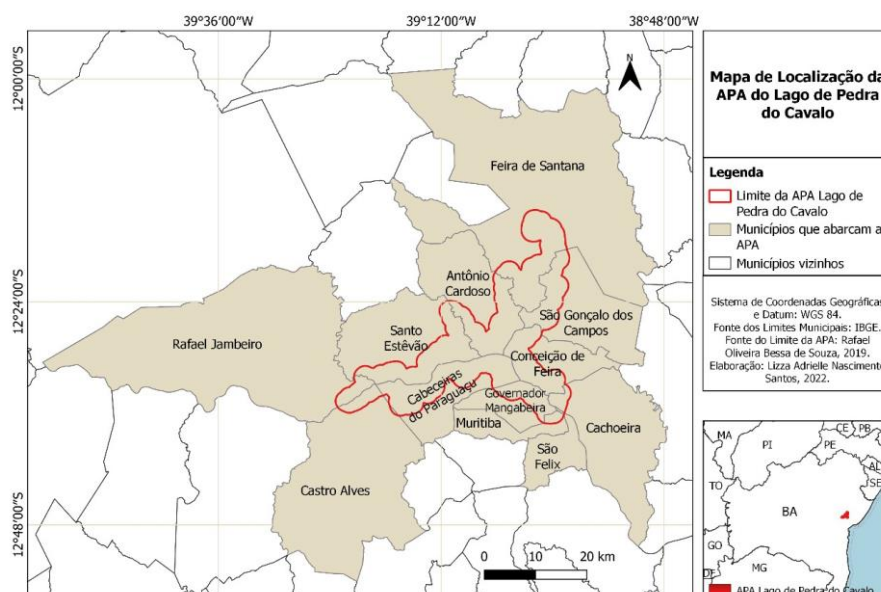 39°36'00"W
39°12'00"W
38°48'00"W
12°00'00"S
12°24'00"S
12°48'00"S
N
Feira de Santana
Antônio
Cardoso
São Gonçalo dos
Campos
Santo
Estêvão
Rafael Jambeiro
Conceição de
Feira
Cabeceiras
do Paraguaçu
Governador
Mangabeira
Muritiba
Cachoeira
São
Felix
Castro Alves
0 10 20 km
Mapa de Localização da
APA do Lago de Pedra
do Cavalo
Legenda
Limite da APA Lago de
Pedra do Cavalo
Municípios que abarcam a
APA
Municípios vizinhos
Sistema de Coordenadas Geográficas
e Datum: WGS 84.
Fonte dos Limites Municipais: IBGE.
Fonte do Limite da APA: Rafael
Oliveira Bessa de Souza, 2019.
Elaboração: Lizza Adrielle Nascimento
Santos, 2022.
MA
PI
CE
PB
PE
AL
SE
TO
BA
GO
DF
MG
APA Lago de Pedra do Cavalo